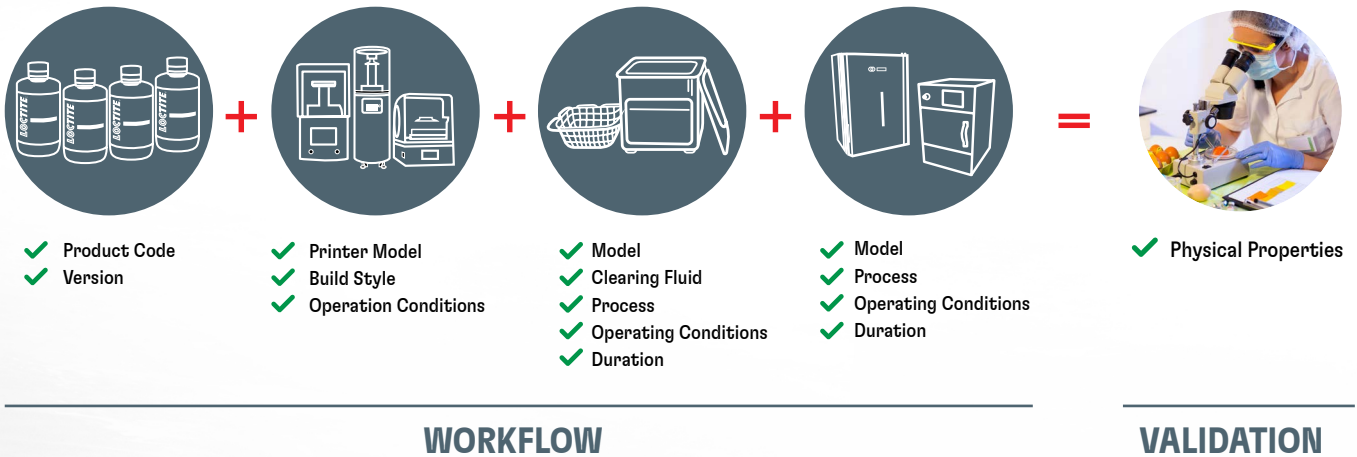 LOCTITE
LOCTITE
LOCTITE
LOCTITE
+
+
+
=
Product Code
Version
Printer Model
Build Style
Operation Conditions
Model
Clearing Fluid
Process
Operating Conditions
Duration
Model
Process
Operating Conditions
Duration
Physical Properties
WORKFLOW
VALIDATION